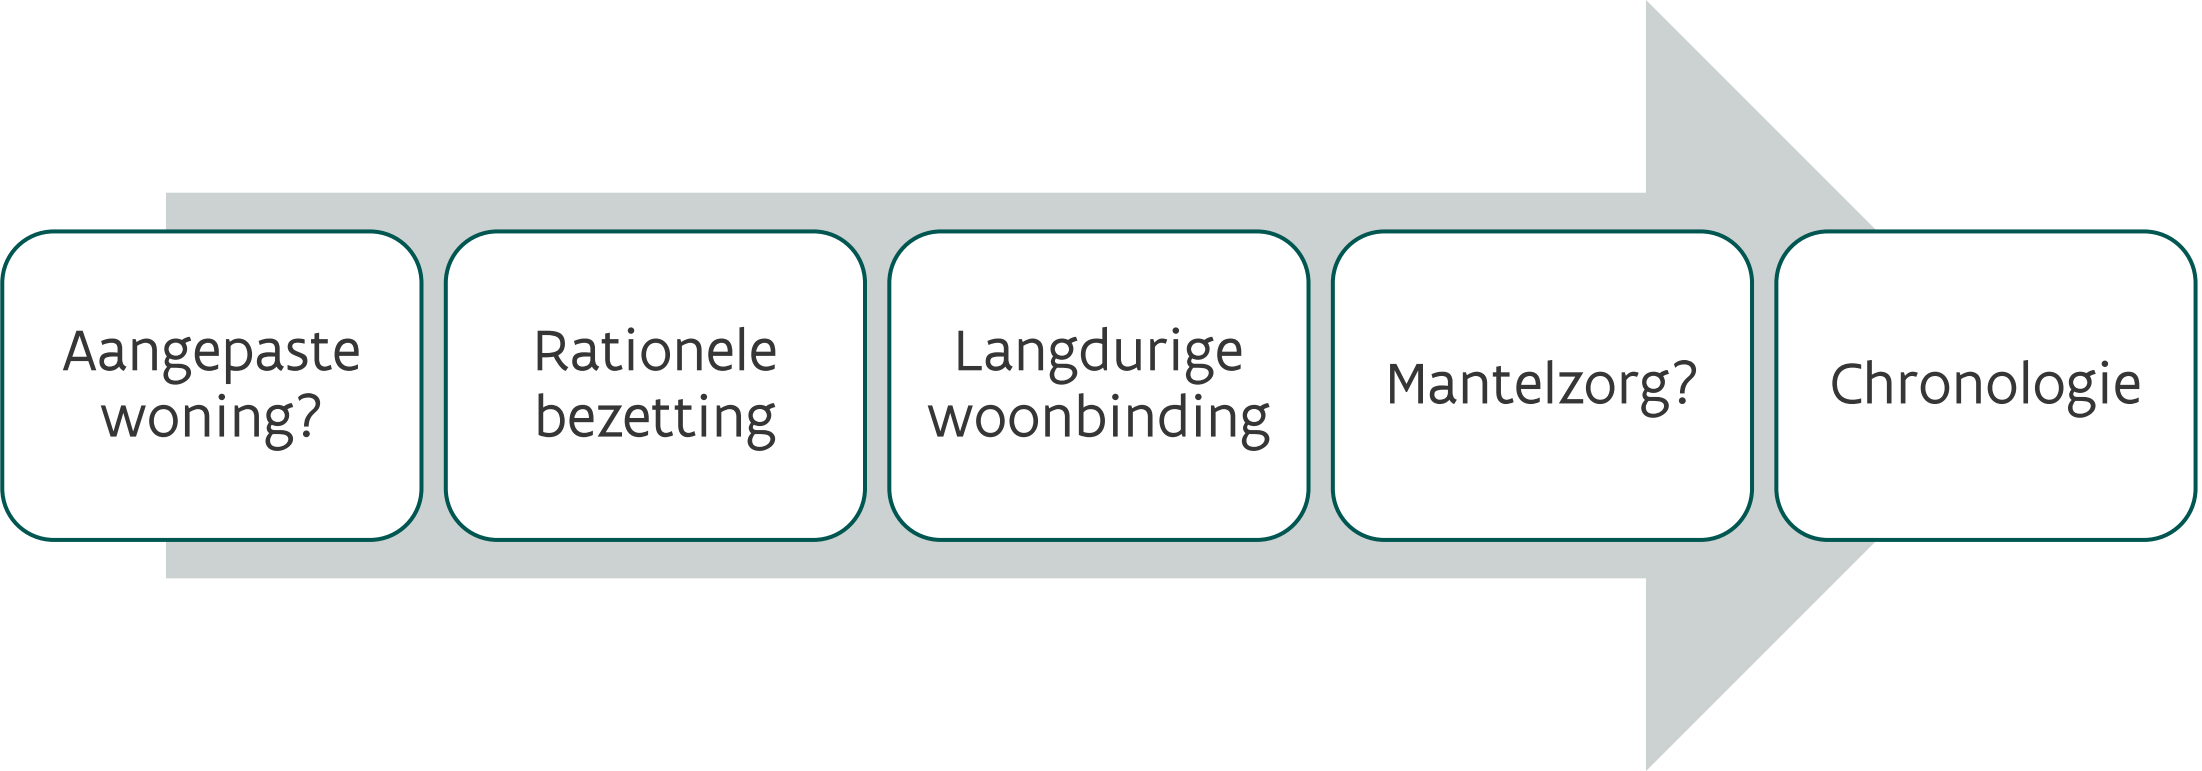 Aangepaste
woning?
Rationele
bezetting
Langdurige
woonbinding
Mantelzorg?
Chronologie